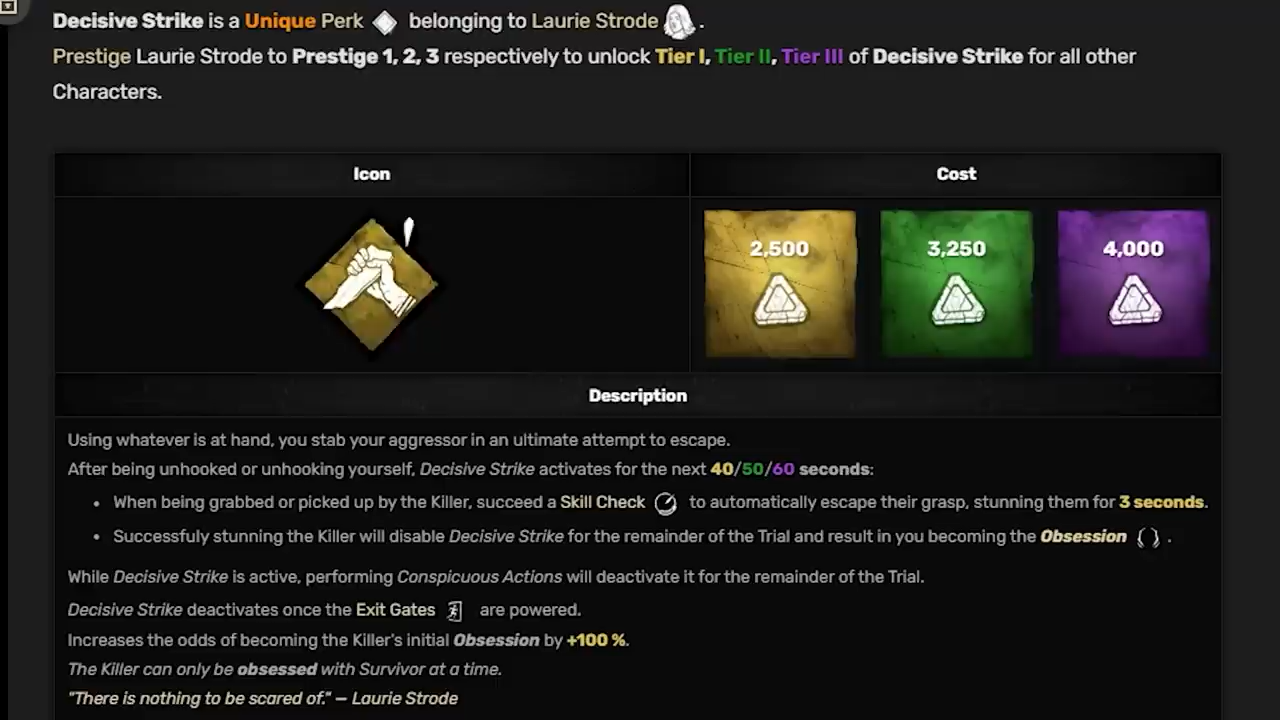 Decisive Strike is a Unique Perk belonging to Laurie Strode .
Prestige Laurie Strode to Prestige 1, 2, 3 respectively to unlock Tier I, Tier II, Tier III of Decisive Strike for all other
Characters.
Icon
Cost
2,500
3,250
4,000
Description
Using whatever is at hand, you stab your aggressor in an ultimate attempt to escape.
After being unhooked or unhooking yourself, Decisive Strike activates for the next 40/50/60 seconds:
• When being grabbed or picked up by the Killer, succeed a Skill Check to automatically escape their grasp, stunning them for 3 seconds.
• Successfuly stunning the Killer will disable Decisive Strike for the remainder of the Trial and result in you becoming the Obsession .
While Decisive Strike is active, performing Conspicuous Actions will deactivate it for the remainder of the Trial.
Decisive Strike deactivates once the Exit Gates are powered.
Increases the odds of becoming the Killer's initial Obsession by +100 %.
The Killer can only be obsessed with Survivor at a time.
"There is nothing to be scared of." — Laurie Strode